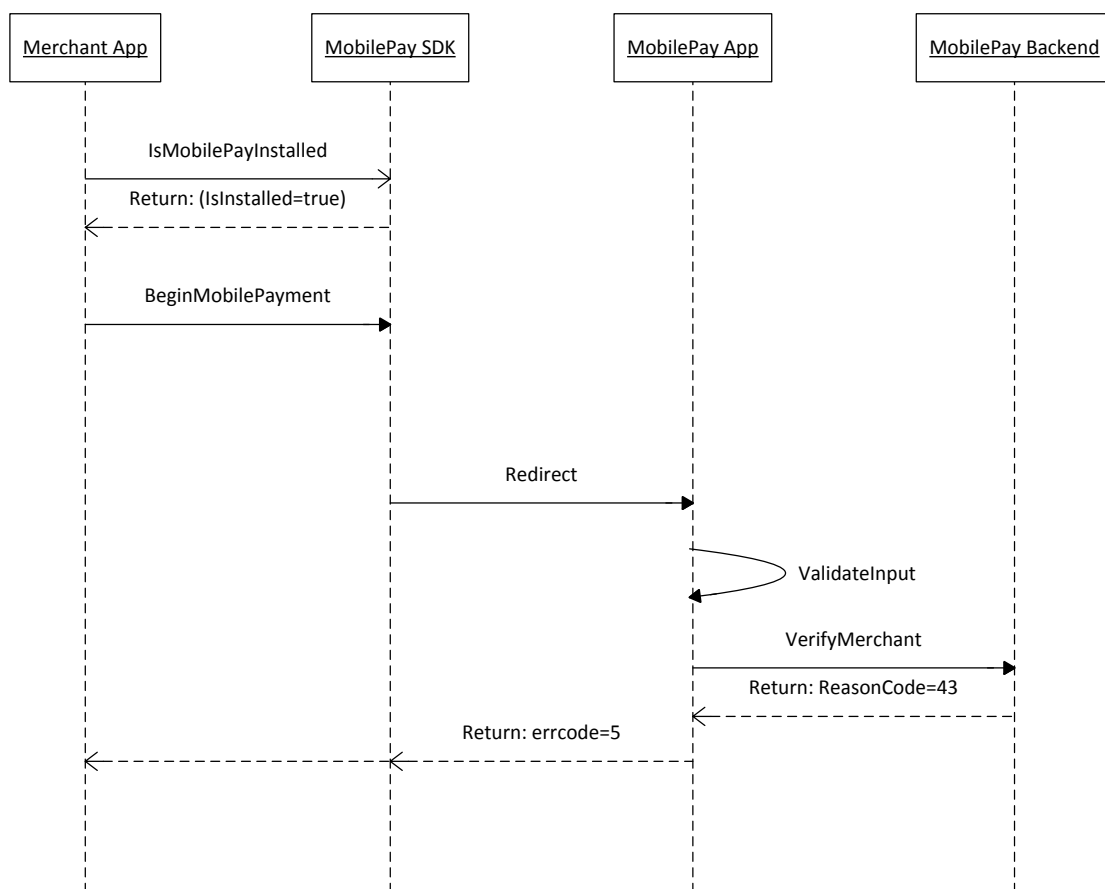 Merchant App
MobilePay SDK
MobilePay App
MobilePay Backend
IsMobilePayInstalled
Return: (IsInstalled=true)
BeginMobilePayment
Redirect
ValidateInput
VerifyMerchant
Return: ReasonCode=43
Return: errcode=5